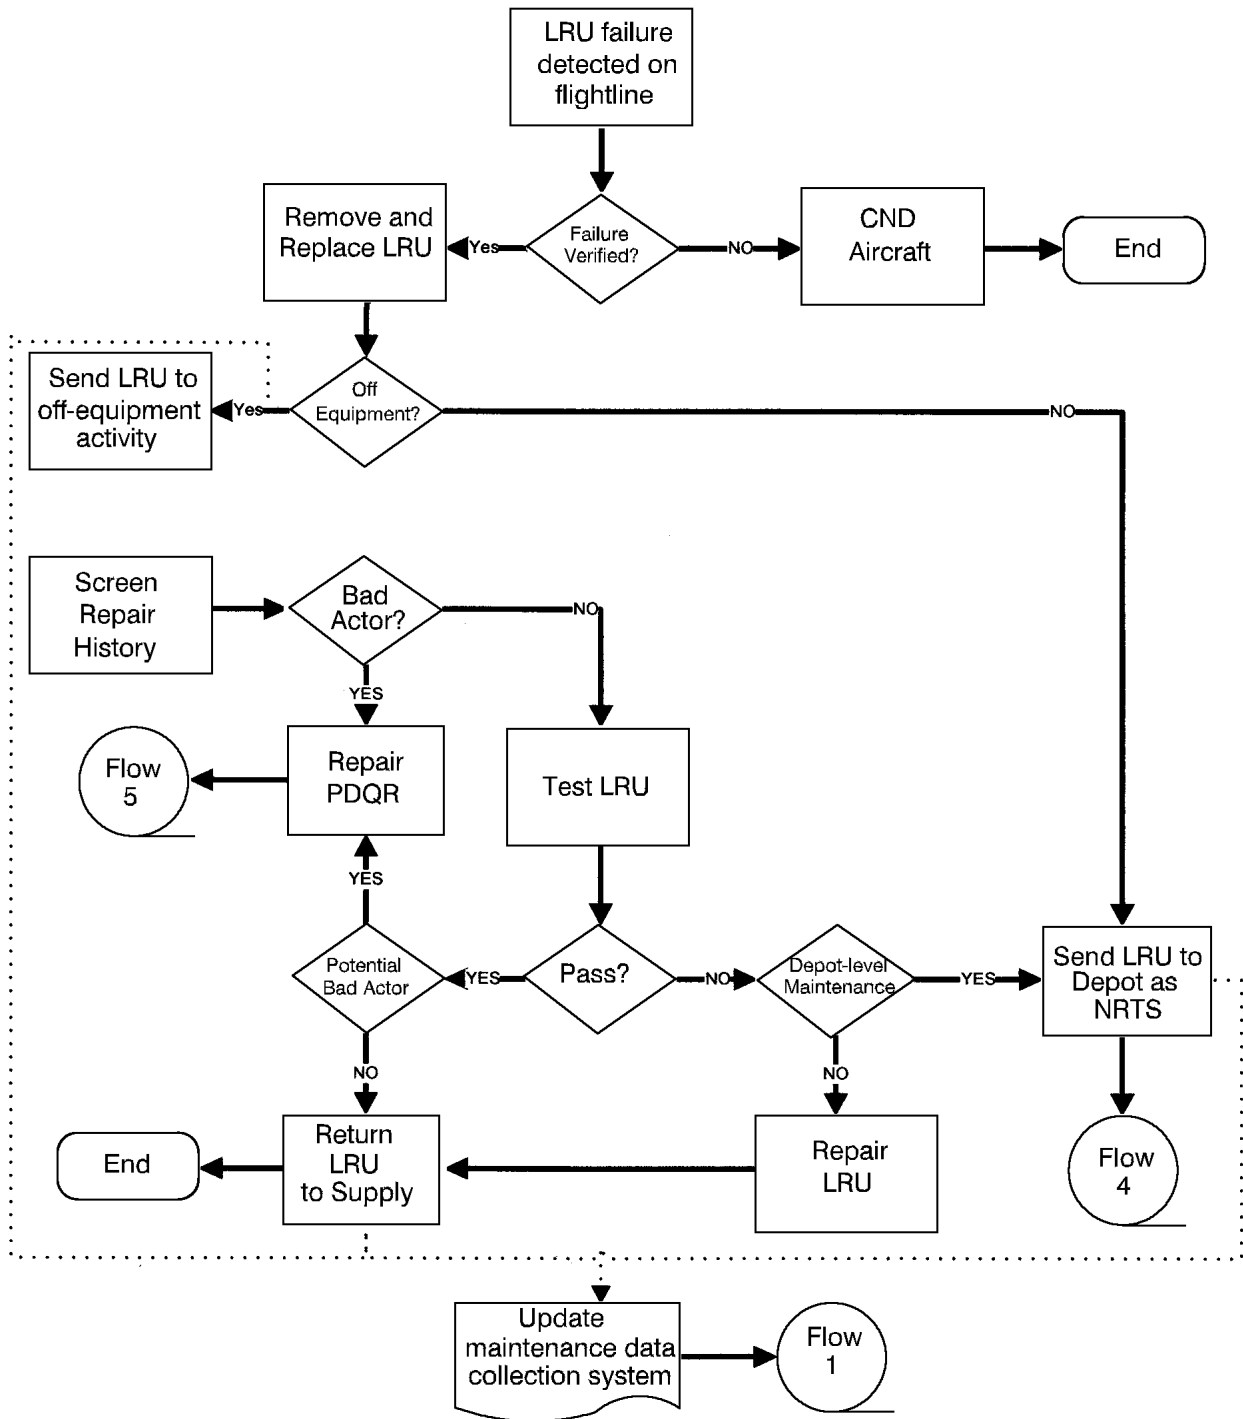 LRU failure
detected on
flightline
Remove and
Replace LRU
Yes
Failure
Verified?
NO
CND
Aircraft
End
Send LRU to
off-equipment
activity
Yes
Off
Equipment?
NO
Screen
Repair
History
Bad
Actor?
NO
YES
Flow
5
Repair
PDQR
Test LRU
YES
Potential
Bad Actor
YES
Pass?
NO
Depot-level
Maintenance
YES
Send LRU to
Depot as
NRTS
NO
NO
End
Return
LRU
to Supply
Repair
LRU
Flow
4
Update
maintenance data
collection system
Flow
1